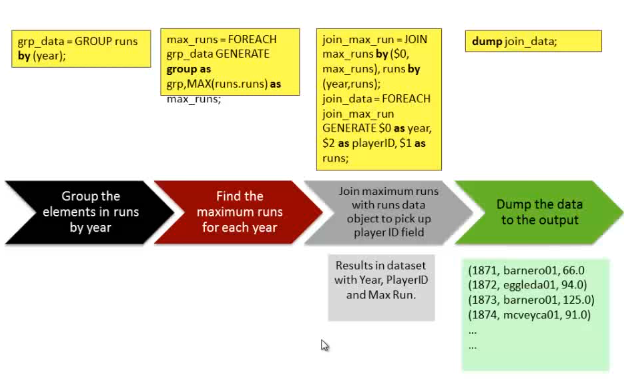 grp_data = GROUP runs
by (year);
max_runs = FOREACH
grp_data GENERATE
group as
grp,MAX(runs.runs) as
max_runs;
join_max_run = JOIN
max_runs by ($0,
max_runs), runs by
(year,runs);
join_data = FOREACH
join_max_run
GENERATE $0 as year,
$2 as playerID, $1 as
runs;
dump join_data;
Group the
elements in runs
by year
Find the
maximum runs
for each year
Join maximum runs
with runs data
object to pick up
player ID field
Dump the data
to the output
Results in dataset
with Year, PlayerID
and Max Run.
(1871, barnero01, 66.0
(1872, eggleda01, 94.0)
(1873, barnero01, 125.0)
(1874, mcveyca01, 91.0)
...
...